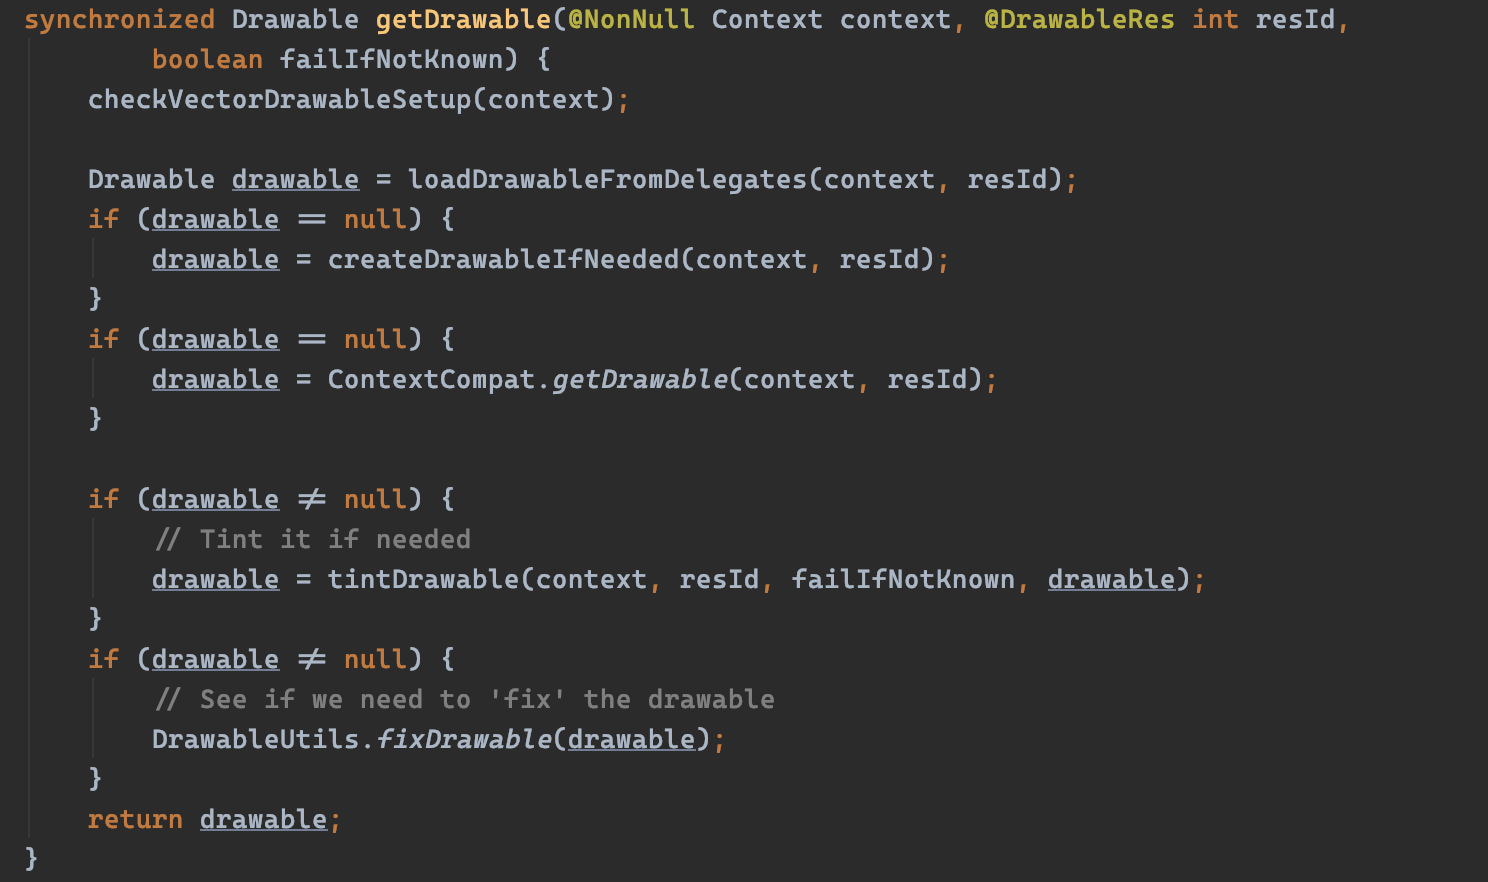 synchronized Drawable getDrawable(@NonNull Context context, @DrawableRes int resId,
boolean failIfNotKnown) {
checkVectorDrawableSetup(context);
Drawable drawable = loadDrawableFromDelegates(context, resId);
if (drawable == null) {
drawable = createDrawableIfNeeded(context, resId);
}
if (drawable == null) {
drawable = ContextCompat.getDrawable(context, resId);
}
if (drawable != null) {
// Tint it if needed
drawable = tintDrawable(context, resId, failIfNotKnown, drawable);
}
if (drawable != null) {
// See if we need to 'fix' the drawable
DrawableUtils.fixDrawable(drawable);
}
return drawable;
}